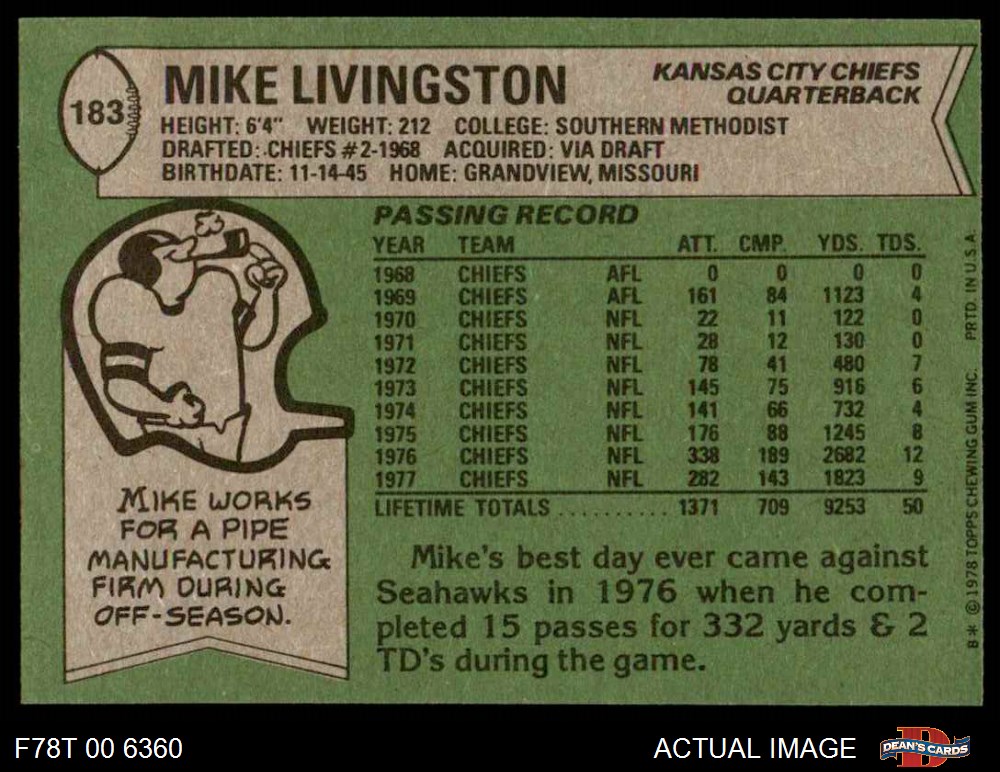 183
MIKE LIVINGSTON
KANSAS CITY CHIEFS
QUARTERBACK
HEIGHT: 6'4" WEIGHT: 212 COLLEGE: SOUTHERN METHODIST
DRAFTED: CHIEFS #2-1968 ACQUIRED: VIA DRAFT
BIRTHDATE: 11-14-45 HOME: GRANDVIEW, MISSOURI
PASSING RECORD
YEAR TEAM ATT. CMP. YDS. TDS.
1968 CHIEFS AFL 0 0 0 0
1969 CHIEFS AFL 161 84 1123 4
1970 CHIEFS NFL 22 11 122 0
1971 CHIEFS NFL 28 12 130 0
1972 CHIEFS NFL 78 41 480 7
1973 CHIEFS NFL 145 75 916 6
1974 CHIEFS NFL 141 66 732 4
1975 CHIEFS NFL 176 88 1245 8
1976 CHIEFS NFL 338 189 2682 12
1977 CHIEFS NFL 282 143 1823 9
LIFETIME TOTALS .......... 1371 709 9253 50
MIKE WORKS
FOR A PIPE
MANUFACTURING
FIRM DURING
OFF-SEASON.
Mike's best day ever came against
Seahawks in 1976 when he com-
pleted 15 passes for 332 yards & 2
TD's during the game.
B* © 1978 TOPPS CHEWING GUM INC. PRTD. IN U.S.A.
F78T 00 6360
ACTUAL IMAGE
D
DEAN'S CARDS